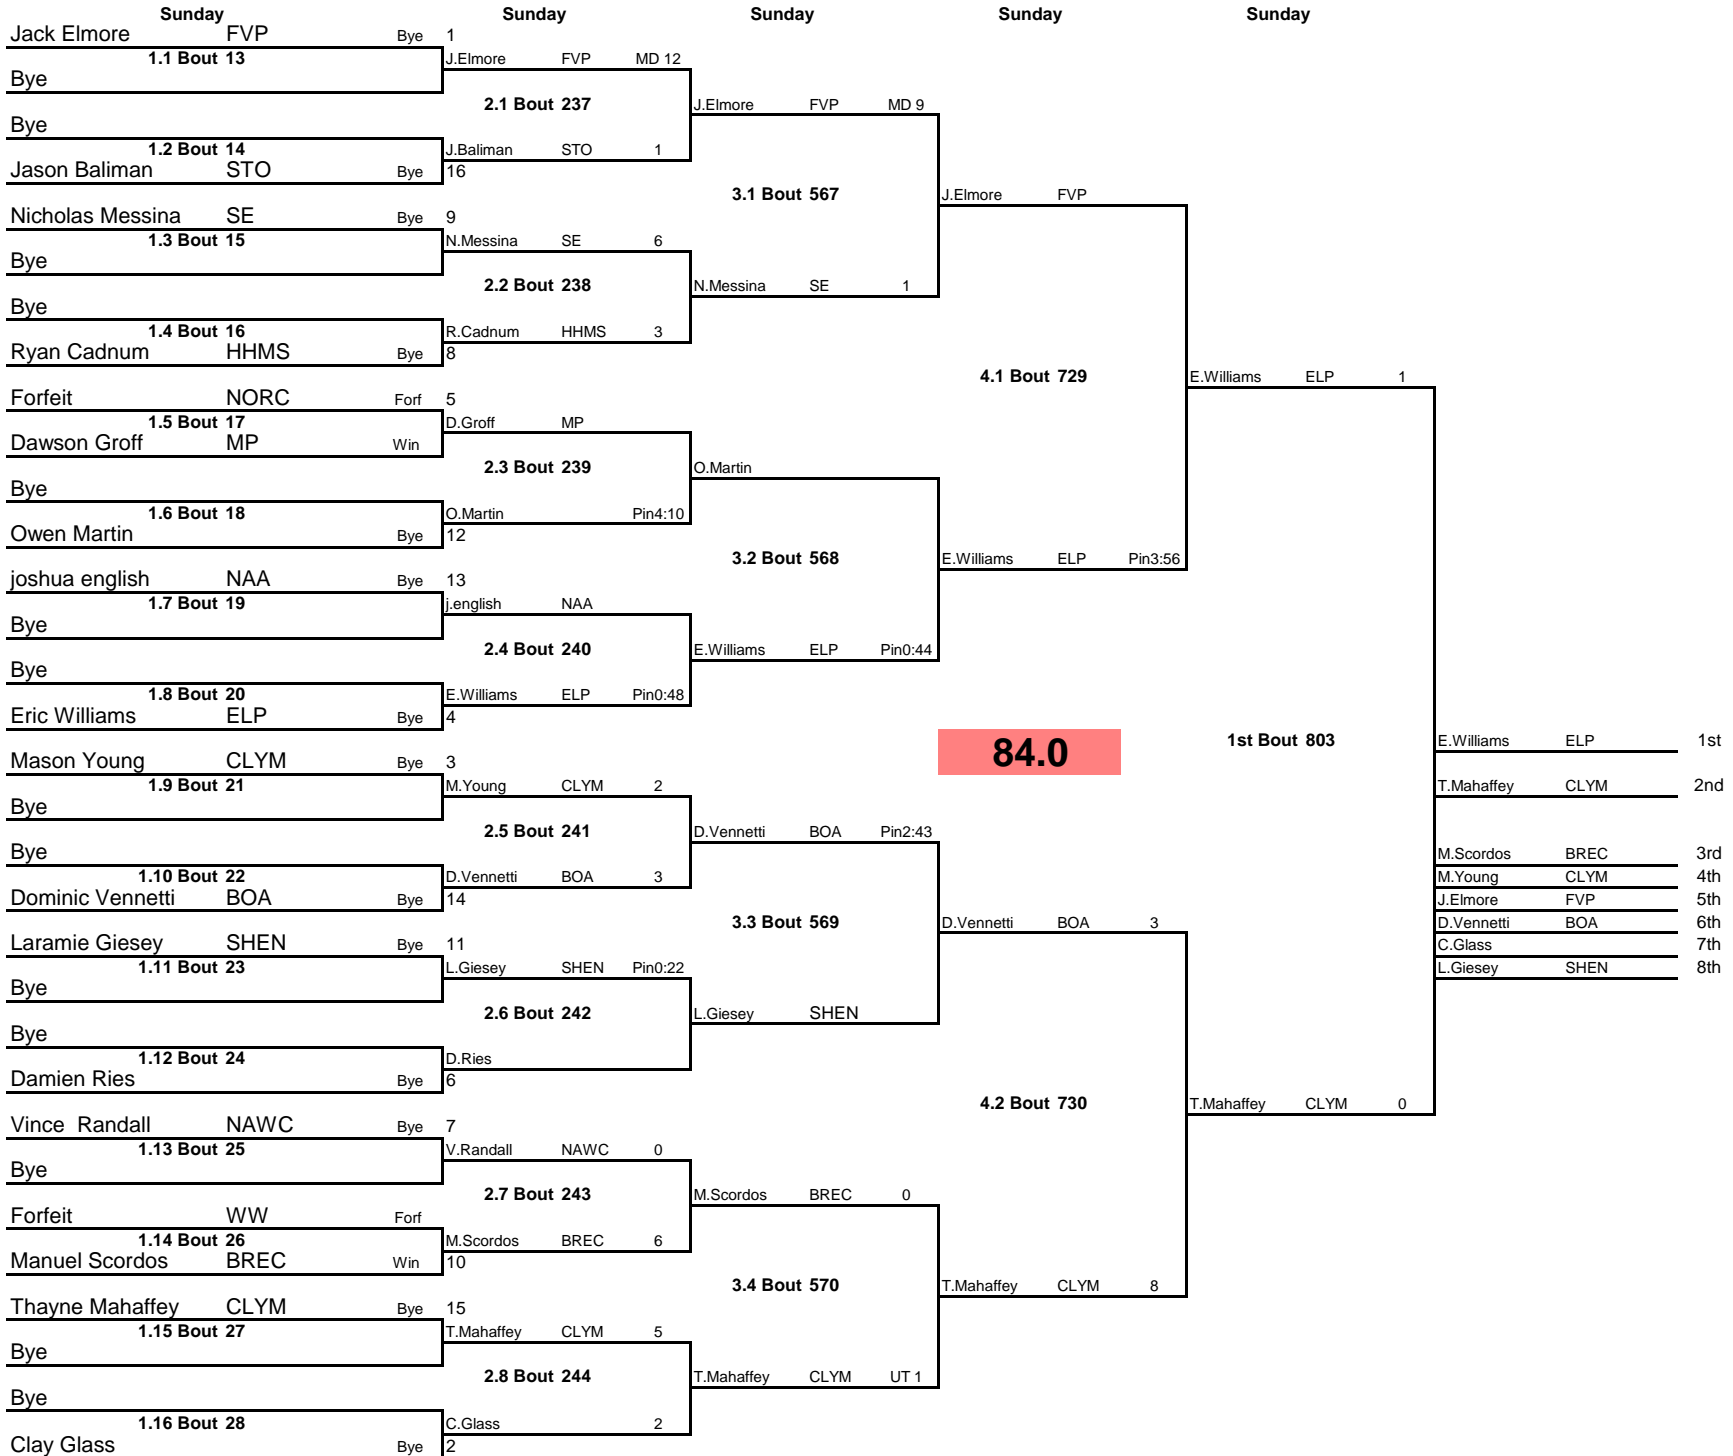 Sunday Sunday Sunday Sunday Sunday
Jack Elmore FVP Bye 1
1.1 Bout 13
J.Elmore FVP MD 12
Bye
2.1 Bout 237
J.Elmore FVP MD 9
Bye
1.2 Bout 14
J.Baliman STO 1
Jason Baliman STO Bye 16
3.1 Bout 567
J.Elmore FVP
Nicholas Messina SE Bye 9
1.3 Bout 15
N.Messina SE 6
Bye
2.2 Bout 238
N.Messina SE 1
Bye
1.4 Bout 16
R.Cadnum HHMS 3
Ryan Cadnum HHMS Bye 8
4.1 Bout 729
E.Williams ELP 1
Forfeit NORC Forf 5
1.5 Bout 17
D.Groff MP
Dawson Groff MP Win
2.3 Bout 239
O.Martin
Bye
1.6 Bout 18
O.Martin Pin4:10
Owen Martin Bye 12
3.2 Bout 568
E.Williams ELP Pin3:56
joshua english NAA Bye 13
1.7 Bout 19
j.english NAA
Bye
2.4 Bout 240
E.Williams ELP Pin0:44
Bye
1.8 Bout 20
E.Williams ELP Pin0:48
Eric Williams ELP Bye 4
84.0
1st Bout 803
E.Williams ELP 1st
Mason Young CLYM Bye 3
1.9 Bout 21
M.Young CLYM 2
T.Mahaffey CLYM 2nd
Bye
2.5 Bout 241
D.Vennetti BOA Pin2:43
Bye
M.Scordos BREC 3rd
1.10 Bout 22
D.Vennetti BOA 3
M.Young CLYM 4th
Dominic Vennetti BOA Bye 14
J.Elmore FVP 5th
3.3 Bout 569
D.Vennetti BOA 3
D.Vennetti BOA 6th
Laramie Giesey SHEN Bye 11
C.Glass 7th
1.11 Bout 23
L.Giesey SHEN Pin0:22
L.Giesey SHEN 8th
Bye
2.6 Bout 242
L.Giesey SHEN
Bye
1.12 Bout 24
D.Ries
Damien Ries Bye 6
4.2 Bout 730
T.Mahaffey CLYM 0
Vince Randall NAWC Bye 7
1.13 Bout 25
V.Randall NAWC 0
Bye
2.7 Bout 243
M.Scordos BREC 0
Forfeit WW Forf
1.14 Bout 26
M.Scordos BREC 6
Manuel Scordos BREC Win 10
3.4 Bout 570
T.Mahaffey CLYM 8
Thayne Mahaffey CLYM Bye 15
1.15 Bout 27
T.Mahaffey CLYM 5
Bye
2.8 Bout 244
T.Mahaffey CLYM UT 1
Bye
1.16 Bout 28
C.Glass 2
Clay Glass Bye 2